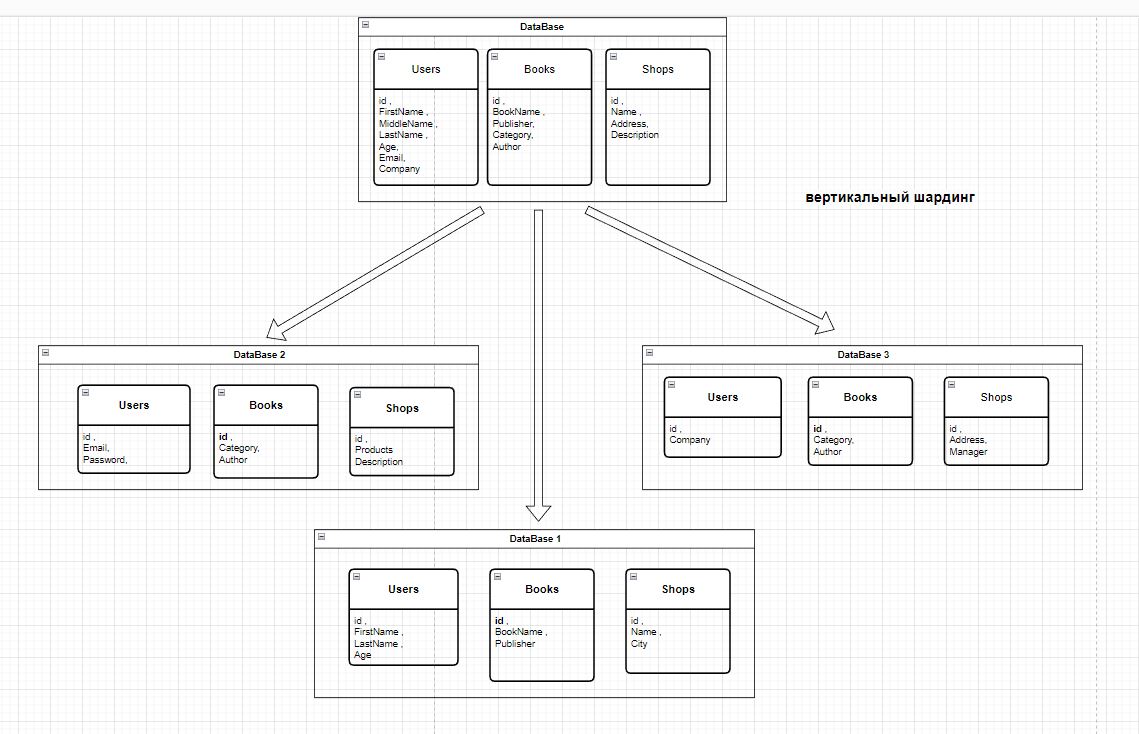 DataBase
Users
id ,
FirstName ,
MiddleName ,
LastName ,
Age,
Email,
Company
Books
id ,
BookName ,
Publisher,
Category,
Author
Shops
id ,
Name ,
Address,
Description
вертикальный шардинг
DataBase 2
Users
id ,
Email,
Password,
Books
id ,
Category,
Author
Shops
id ,
Products
Description
DataBase 3
Users
id ,
Company
Books
id ,
Category,
Author
Shops
id ,
Address,
Manager
DataBase 1
Users
id ,
FirstName ,
LastName ,
Age
Books
id ,
BookName ,
Publisher
Shops
id ,
Name ,
City